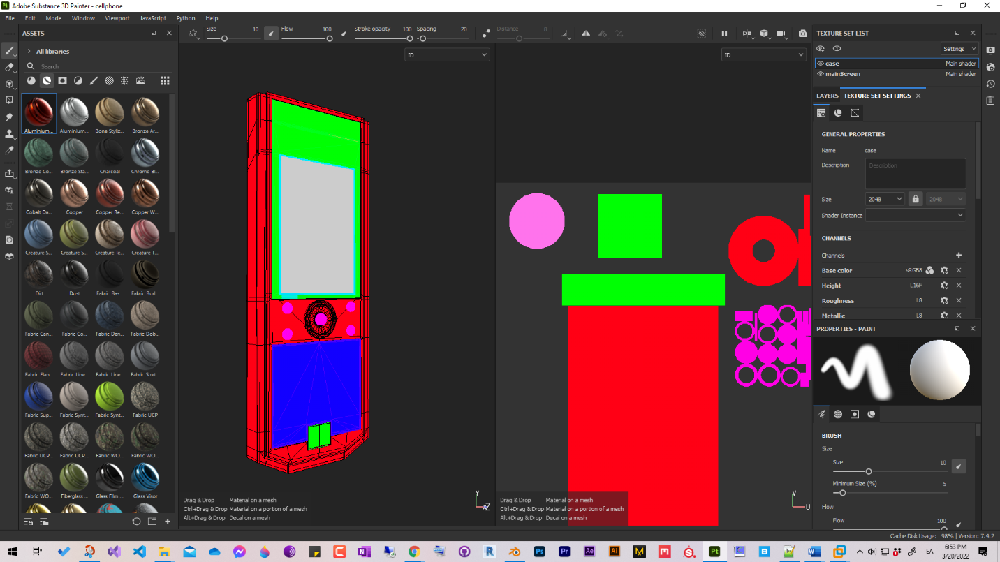 Adobe Substance 3D Painter - cellphone
File Edit Mode Window Viewport JavaScript Python Help
ASSETS
All libraries
Search
Aluminium... Aluminium... Bone Styliz... Bronze Ar...
Bronze Co... Bronze Sta... Charcoal Chrome Bl...
Cobalt Da... Copper Copper Re... Copper W...
Creature S... Creature S... Creature Te... Creature T...
Dirt Dust Fabric Bas... Fabric Burl...
Fabric Can... Fabric Co... Fabric Den... Fabric Dob...
Fabric Flan... Fabric Line... Fabric Line... Fabric Stret...
Fabric Sup... Fabric Synt... Fabric Synt... Fabric UCP
Fabric UCP... Fabric UCP... Fabric WO... Fabric WO...
Fabric WO... Fiberglass ... Glass Film ... Glass Visor
Size 10 Flow 100 Stroke opacity 100 Spacing 20 Distance 8
ID
ID
Drag & Drop Material on a mesh
Ctrl+Drag & Drop Material on a portion of a mesh
Alt+Drag & Drop Decal on a mesh
Y
Z
Drag & Drop Material on a mesh
Ctrl+Drag & Drop Material on a portion of a mesh
Alt+Drag & Drop Decal on a mesh
U
TEXTURE SET LIST
Settings
case Main shader
mainScreen Main shader
LAYERS TEXTURE SET SETTINGS
GENERAL PROPERTIES
Name case
Description Description
Size 2048 2048
Shader Instance
CHANNELS
Channels
Base color sRGB8
Height L16F
Roughness L8
Metallic L8
PROPERTIES - PAINT
BRUSH
Size
Size 10
Minimum Size (%) 5
Flow
Flow 100
Cache Disk Usage: 98% | Version: 7.4.2
6:53 PM
3/20/2022
ΕΛ